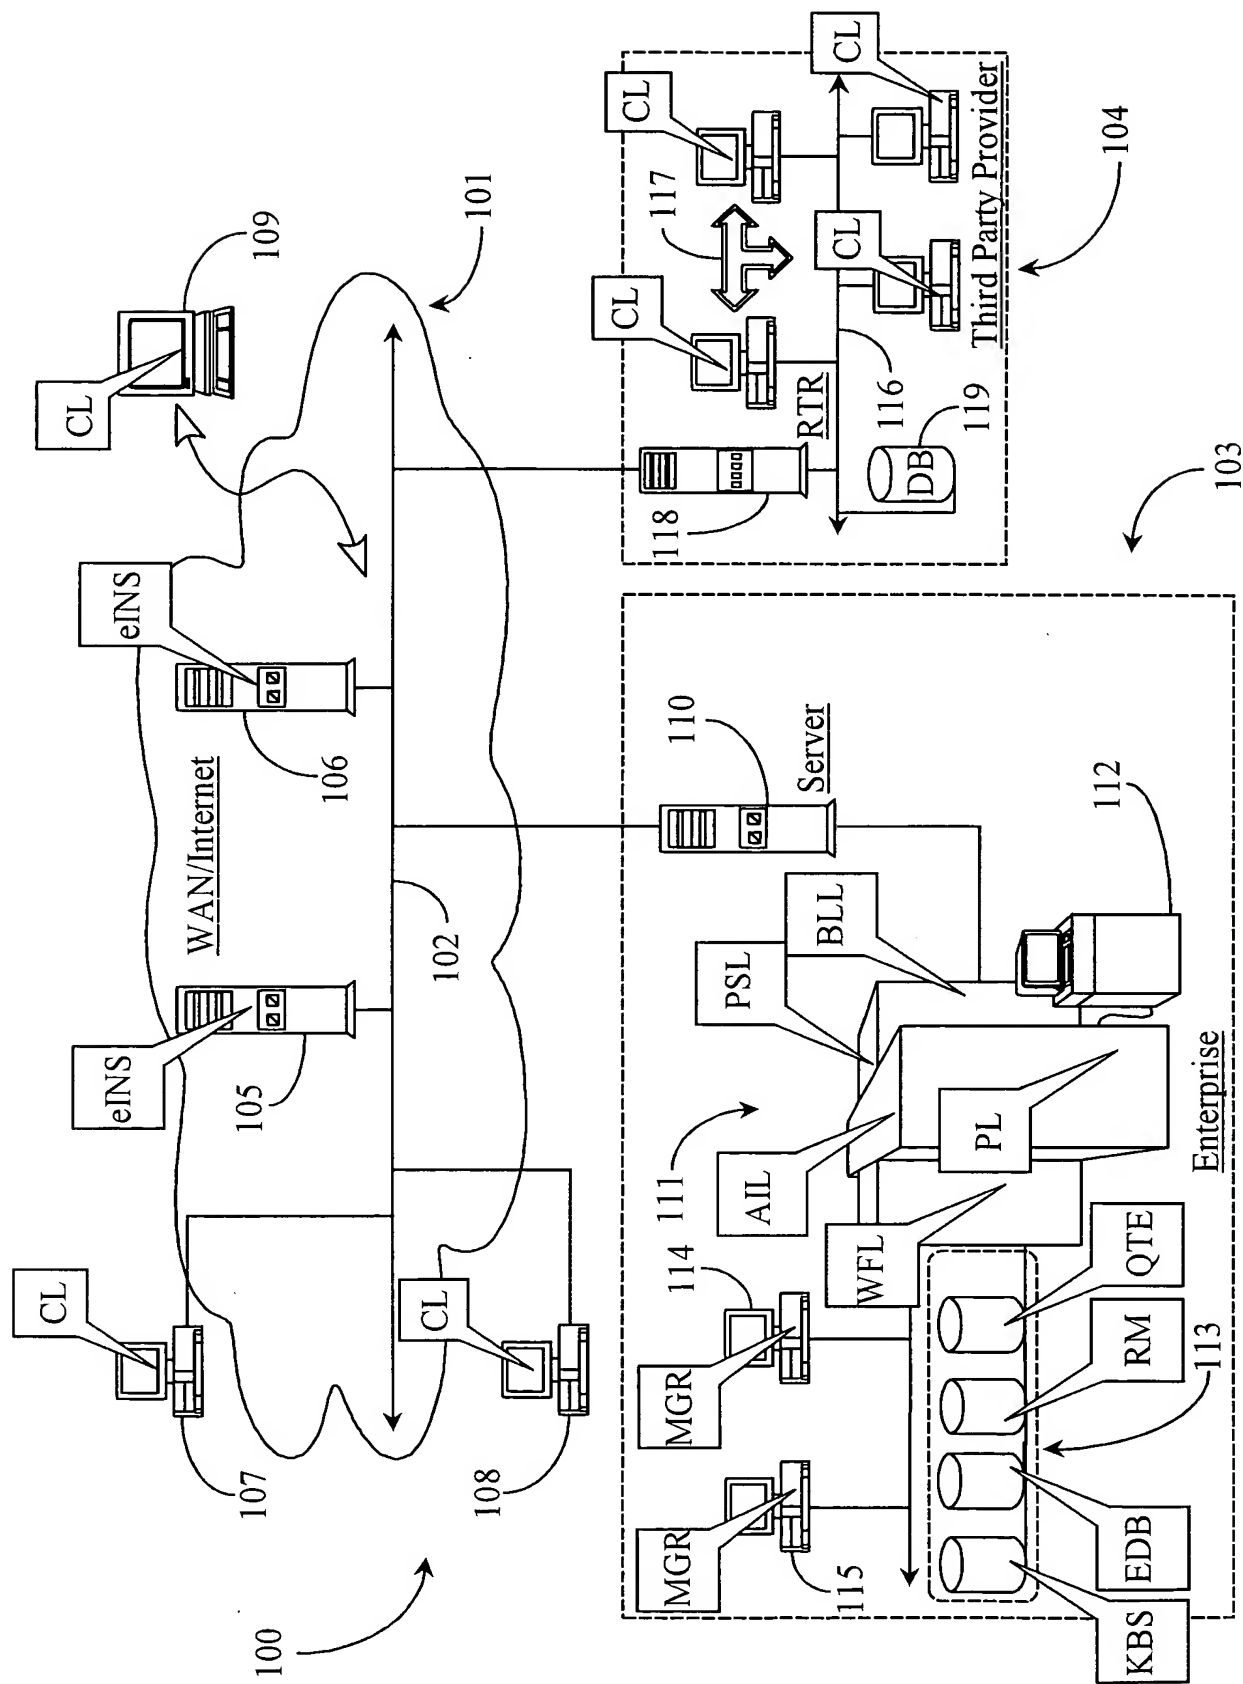 100
107
CL
108
CL
eINS
105
WAN/Internet
102
eINS
106
CL
109
101
103
MGR
115
MGR
114
KBS
EDB
RM
QTE
113
111
AIL
WFL
PSL
BLL
PL
112
Enterprise
Server
110
118
RTR
DB
119
116
117
CL
CL
CL
CL
Third Party Provider
104